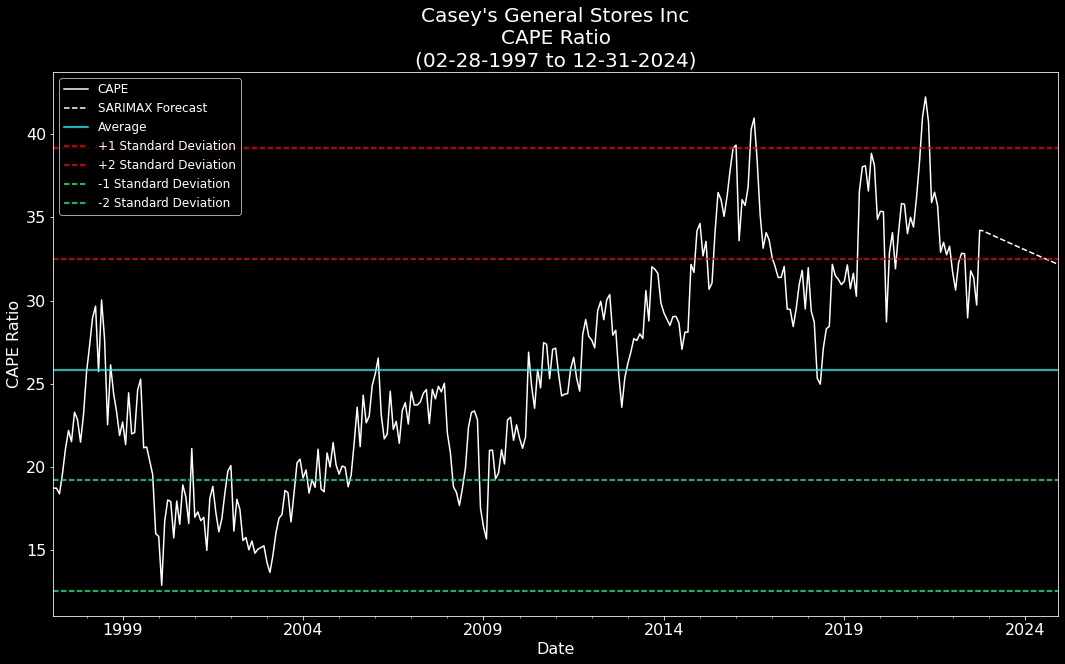 Casey's General Stores Inc
CAPE Ratio
(02-28-1997 to 12-31-2024)
CAPE
SARIMAX Forecast
Average
+1 Standard Deviation
+2 Standard Deviation
-1 Standard Deviation
-2 Standard Deviation
CAPE Ratio
40
35
30
25
20
15
1999
2004
2009
2014
2019
2024
Date